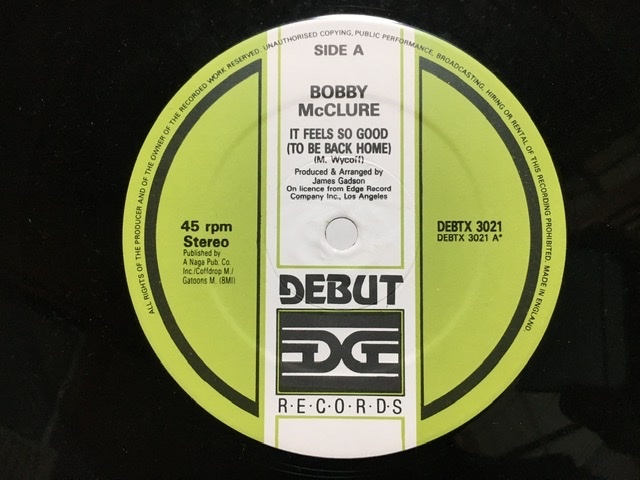 ALL RIGHTS OF THE PRODUCER AND OF THE OWNER OF THE RECORDED WORK RESERVED. UNAUTHORISED COPYING, PUBLIC PERFORMANCE, BROADCASTING, HIRING OR RENTAL OF THIS RECORDING PROHIBITED. MADE IN ENGLAND.
SIDE A
BOBBY
McCLURE
IT FEELS SO GOOD
(TO BE BACK HOME)
(M. Wycoff)
Produced & Arranged by
James Gadson
On licence from Edge Record
Company Inc., Los Angeles
45 rpm
Stereo
Published by
A Naga Pub. Co.
Inc./Coffdrop M./
Gatoons M. (BMI)
DEBTX 3021
DEBTX 3021 A*
DEBUT
EDGE
R·E·C·O·R·D·S